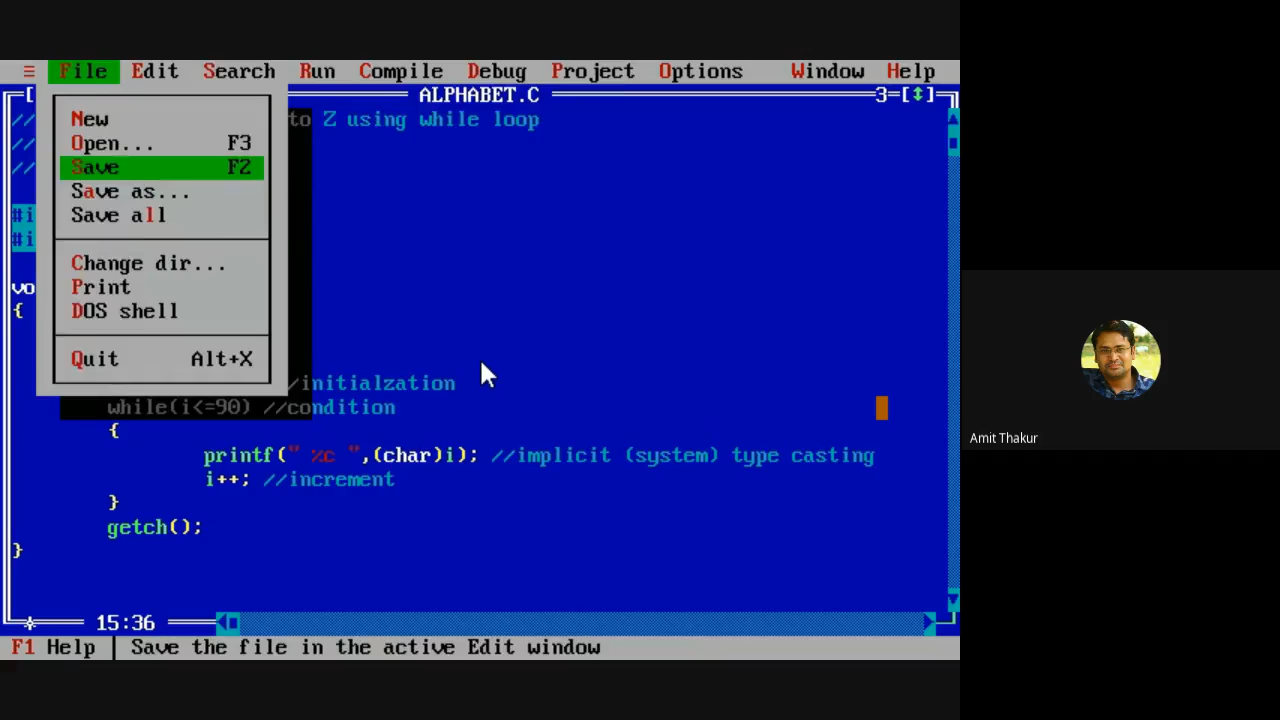 ≡ File Edit Search Run Compile Debug Project Options Window Help
[ ALPHABET.C 3=[↕]
// to Z using while loop
New
// Open... F3
// Save F2
Save as...
#i Save all
#i
Change dir...
vo Print
{ DOS shell
Quit Alt+X
/initialzation
while(i<=90) //condition
{
printf(" %c ",(char)i); //implicit (system) type casting
i++; //increment
}
getch();
}
15:36
F1 Help | Save the file in the active Edit window
Amit Thakur